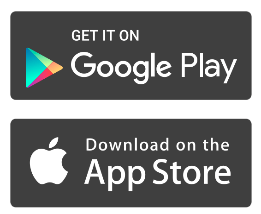 GET IT ON
Google Play
Download on the
App Store